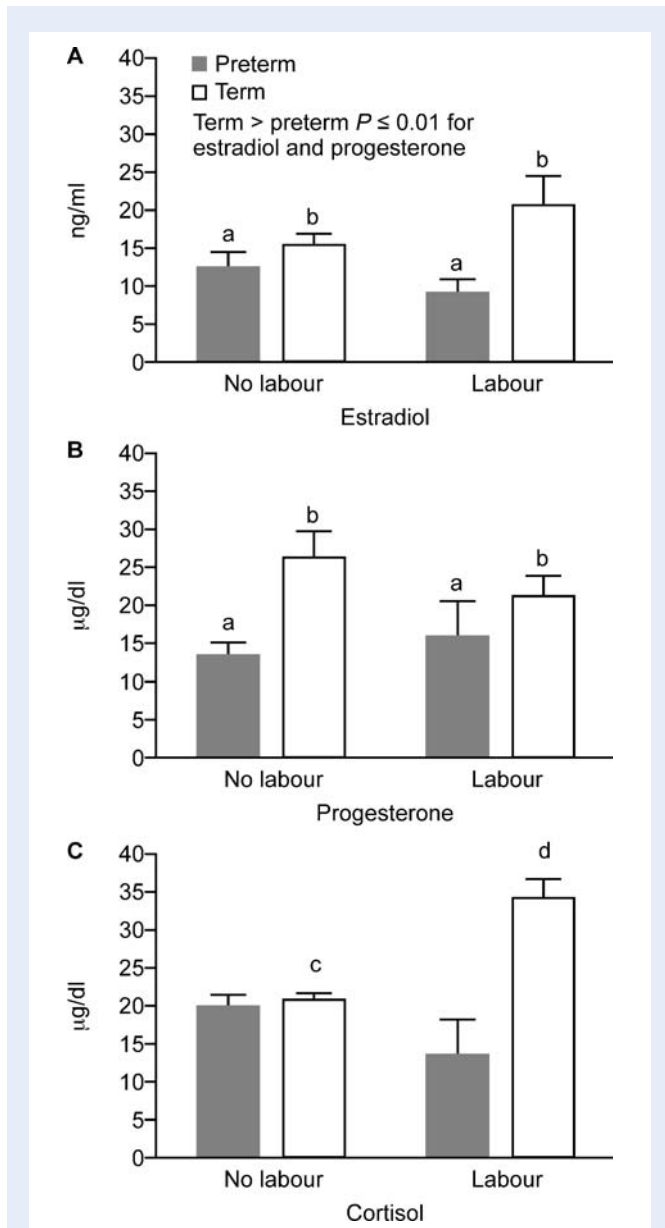 A
Preterm
Term
Term > preterm P ≤ 0.01 for
estradiol and progesterone
ng/ml
40
35
30
25
20
15
10
5
0
a
b
a
b
No labour
Labour
Estradiol
B
µg/dl
40
35
30
25
20
15
10
5
0
a
b
a
b
No labour
Labour
Progesterone
C
µg/dl
40
35
30
25
20
15
10
5
0
c
d
No labour
Labour
Cortisol